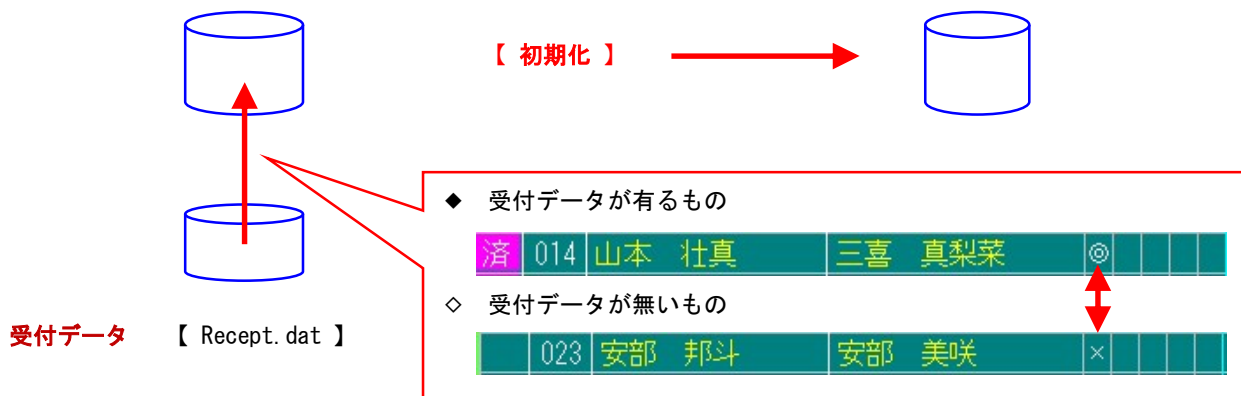 【 初期化 】
◆ 受付データが有るもの
済 014 山本 壮真 三喜 真梨菜 ◎
◇ 受付データが無いもの
023 安部 邦斗 安部 美咲 ×
受付データ 【 Recept.dat 】